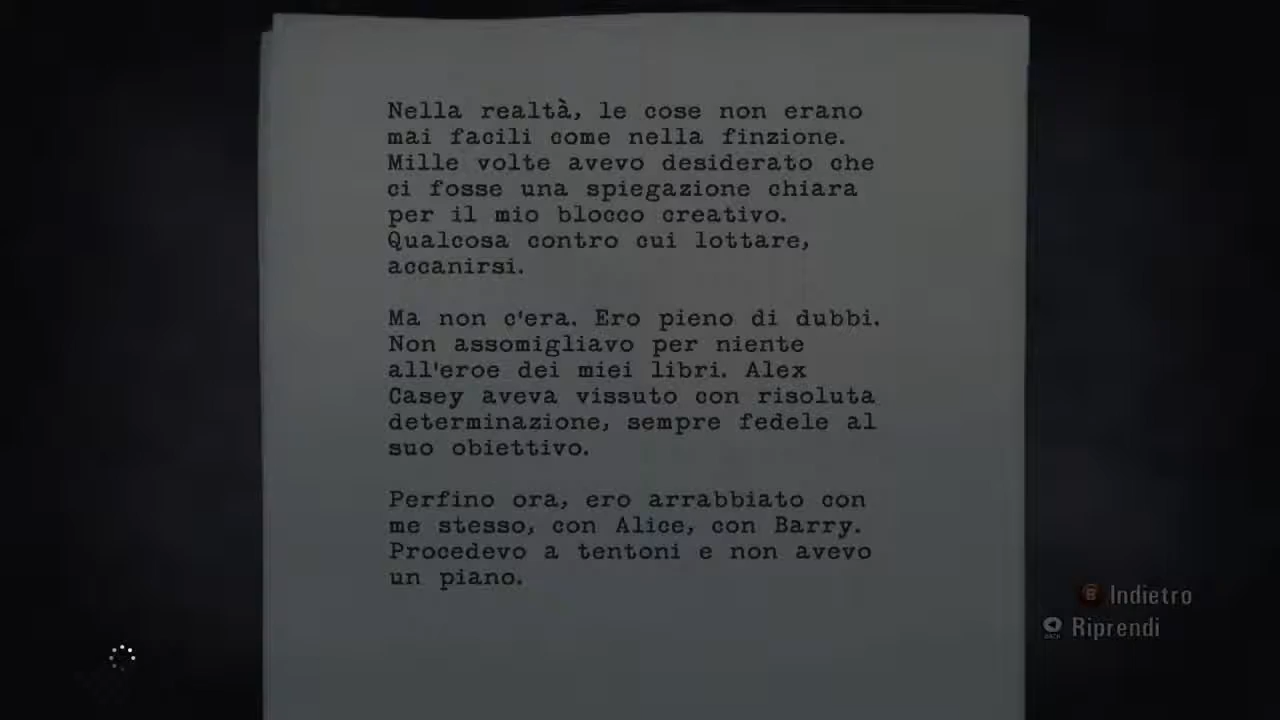 Nella realtà, le cose non erano
mai facili come nella finzione.
Mille volte avevo desiderato che
ci fosse una spiegazione chiara
per il mio blocco creativo.
Qualcosa contro cui lottare,
accanirsi.
Ma non c'era. Ero pieno di dubbi.
Non assomigliavo per niente
all'eroe dei miei libri. Alex
Casey aveva vissuto con risoluta
determinazione, sempre fedele al
suo obiettivo.
Perfino ora, ero arrabbiato con
me stesso, con Alice, con Barry.
Procedevo a tentoni e non avevo
un piano.
B Indietro
BACK Riprendi